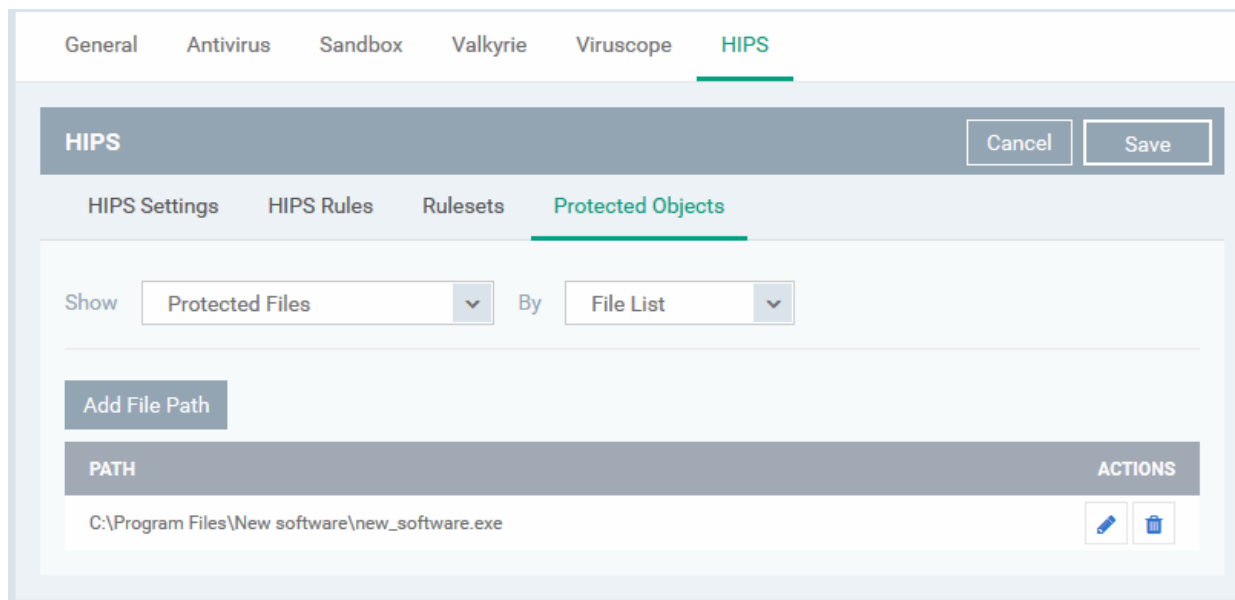 General Antivirus Sandbox Valkyrie Viruscope HIPS
HIPS Cancel Save
HIPS Settings HIPS Rules Rulesets Protected Objects
Show Protected Files By File List
Add File Path
PATH ACTIONS
C:\Program Files\New software\new_software.exe